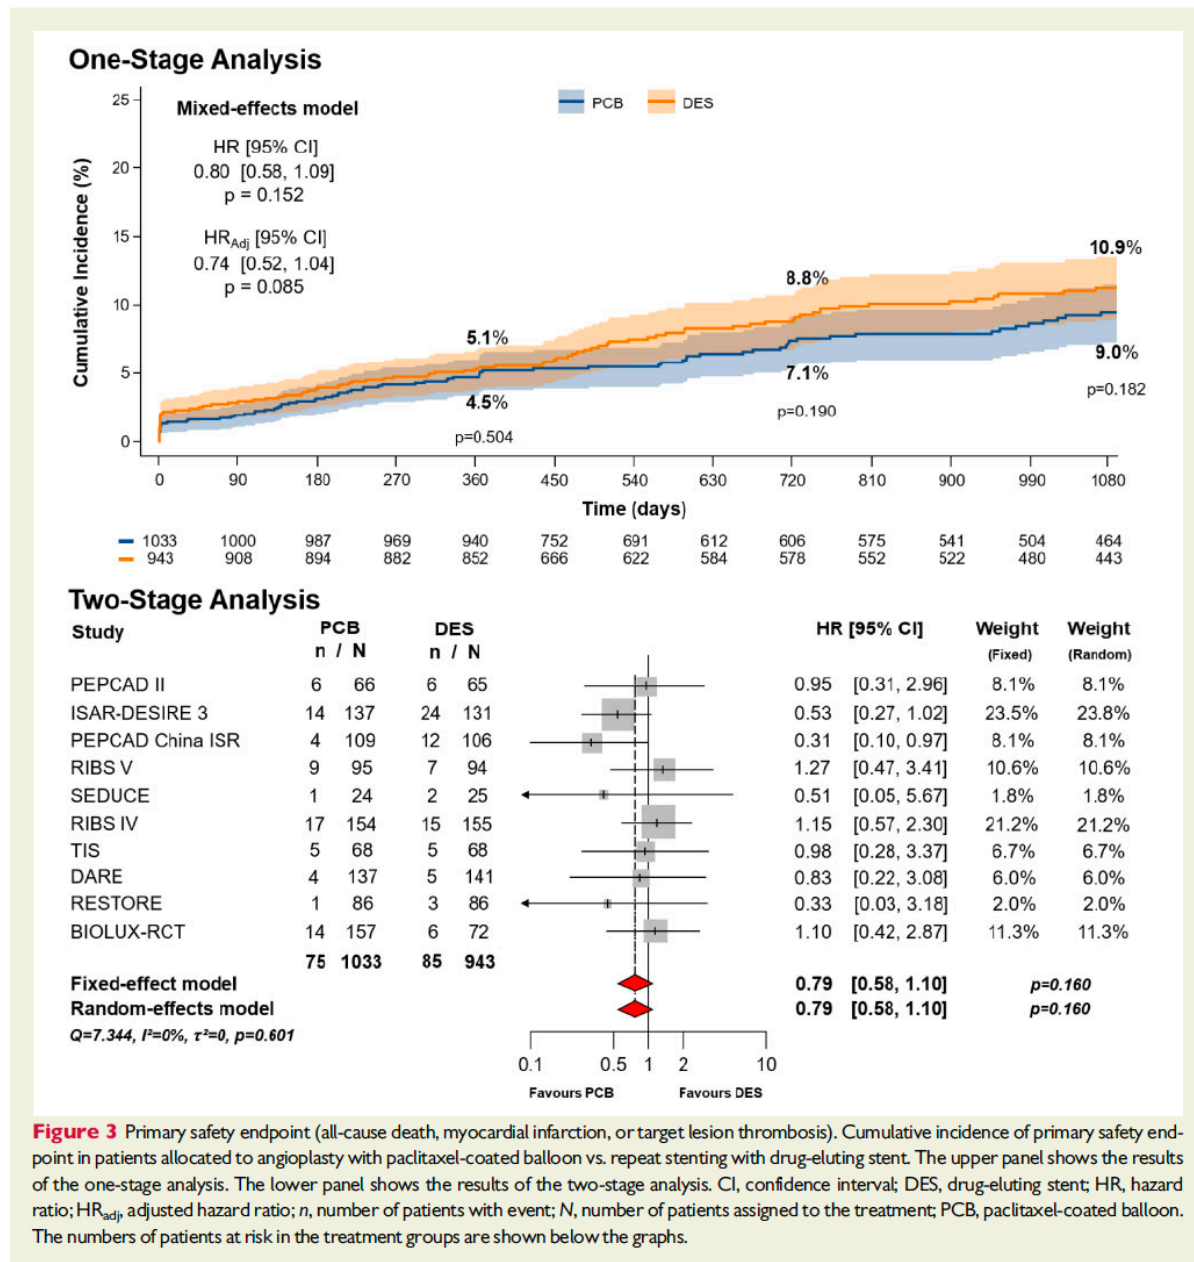 One-Stage Analysis
PCB DES
Mixed-effects model
HR [95% CI]
0.80 [0.58, 1.09]
p = 0.152
HRAdj [95% CI]
0.74 [0.52, 1.04]
p = 0.085
Cumulative Incidence (%)
25
20
15
10
5
0
5.1%
4.5%
p=0.504
8.8%
7.1%
p=0.190
10.9%
9.0%
p=0.182
0 90 180 270 360 450 540 630 720 810 900 990 1080
Time (days)
1033 1000 987 969 940 752 691 612 606 575 541 504 464
943 908 894 882 852 666 622 584 578 552 522 480 443
Two-Stage Analysis
Study PCB DES HR [95% CI] Weight Weight
n / N n / N (Fixed) (Random)
PEPCAD II 6 66 6 65 0.95 [0.31, 2.96] 8.1% 8.1%
ISAR-DESIRE 3 14 137 24 131 0.53 [0.27, 1.02] 23.5% 23.8%
PEPCAD China ISR 4 109 12 106 0.31 [0.10, 0.97] 8.1% 8.1%
RIBS V 9 95 7 94 1.27 [0.47, 3.41] 10.6% 10.6%
SEDUCE 1 24 2 25 0.51 [0.05, 5.67] 1.8% 1.8%
RIBS IV 17 154 15 155 1.15 [0.57, 2.30] 21.2% 21.2%
TIS 5 68 5 68 0.98 [0.28, 3.37] 6.7% 6.7%
DARE 4 137 5 141 0.83 [0.22, 3.08] 6.0% 6.0%
RESTORE 1 86 3 86 0.33 [0.03, 3.18] 2.0% 2.0%
BIOLUX-RCT 14 157 6 72 1.10 [0.42, 2.87] 11.3% 11.3%
75 1033 85 943
Fixed-effect model 0.79 [0.58, 1.10] p=0.160
Random-effects model 0.79 [0.58, 1.10] p=0.160
Q=7.344, I²=0%, τ²=0, p=0.601
0.1 0.5 1 2 10
Favours PCB Favours DES
Figure 3 Primary safety endpoint (all-cause death, myocardial infarction, or target lesion thrombosis). Cumulative incidence of primary safety end-
point in patients allocated to angioplasty with paclitaxel-coated balloon vs. repeat stenting with drug-eluting stent. The upper panel shows the results
of the one-stage analysis. The lower panel shows the results of the two-stage analysis. CI, confidence interval; DES, drug-eluting stent; HR, hazard
ratio; HRadj, adjusted hazard ratio; n, number of patients with event; N, number of patients assigned to the treatment; PCB, paclitaxel-coated balloon.
The numbers of patients at risk in the treatment groups are shown below the graphs.